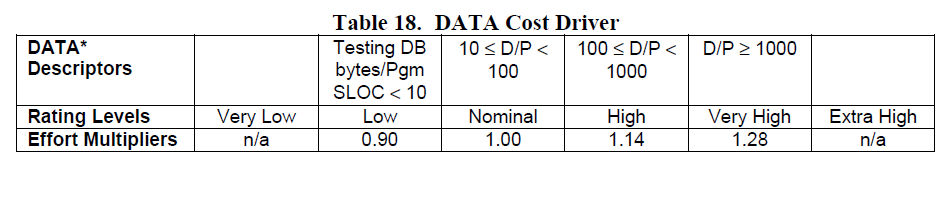 Table 18. DATA Cost Driver
DATA* Descriptors Testing DB bytes/Pgm SLOC < 10 10 ≤ D/P < 100 100 ≤ D/P < 1000 D/P ≥ 1000
Rating Levels Very Low Low Nominal High Very High Extra High
Effort Multipliers n/a 0.90 1.00 1.14 1.28 n/a